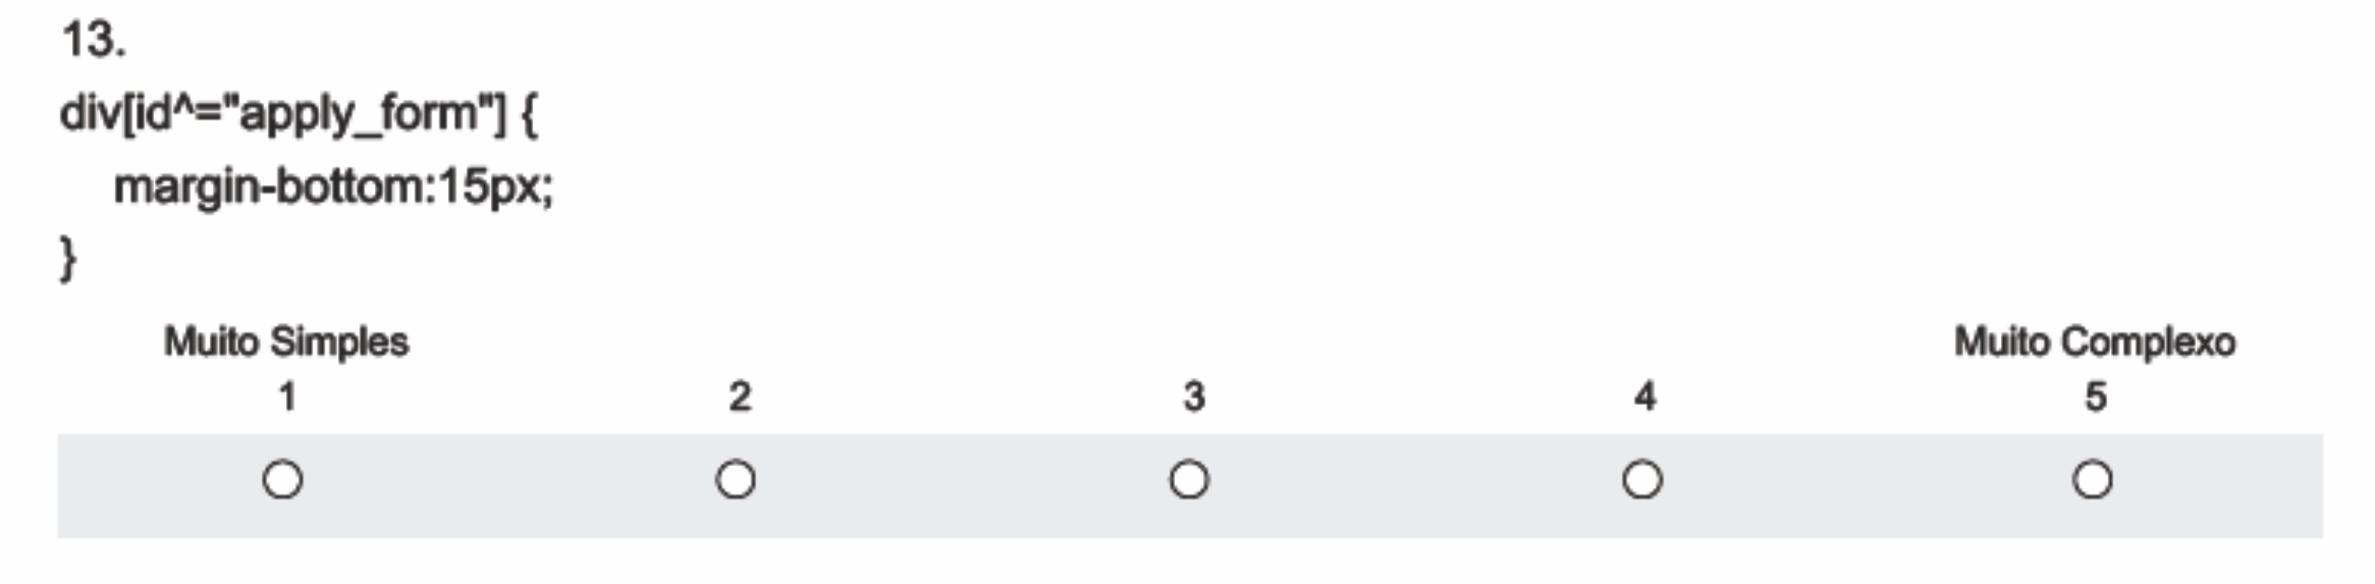 13.
div[id^="apply_form"] {
margin-bottom:15px;
}
Muito Simples Muito Complexo
1 2 3 4 5